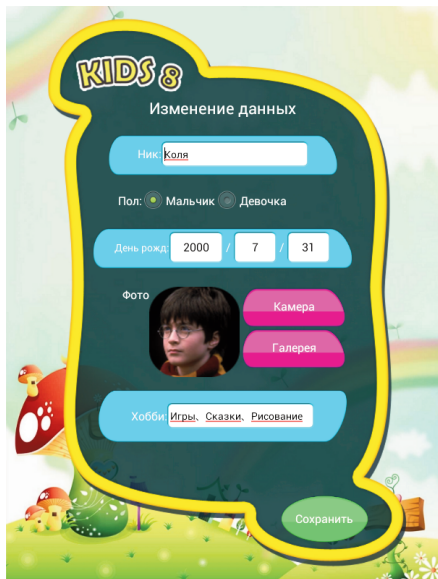 KIDS 8
Изменение данных
Ник: Коля
Пол: Мальчик Девочка
День рожд: 2000 / 7 / 31
Фото
Камера
Галерея
Хобби: Игры、Сказки、Рисование
Сохранить